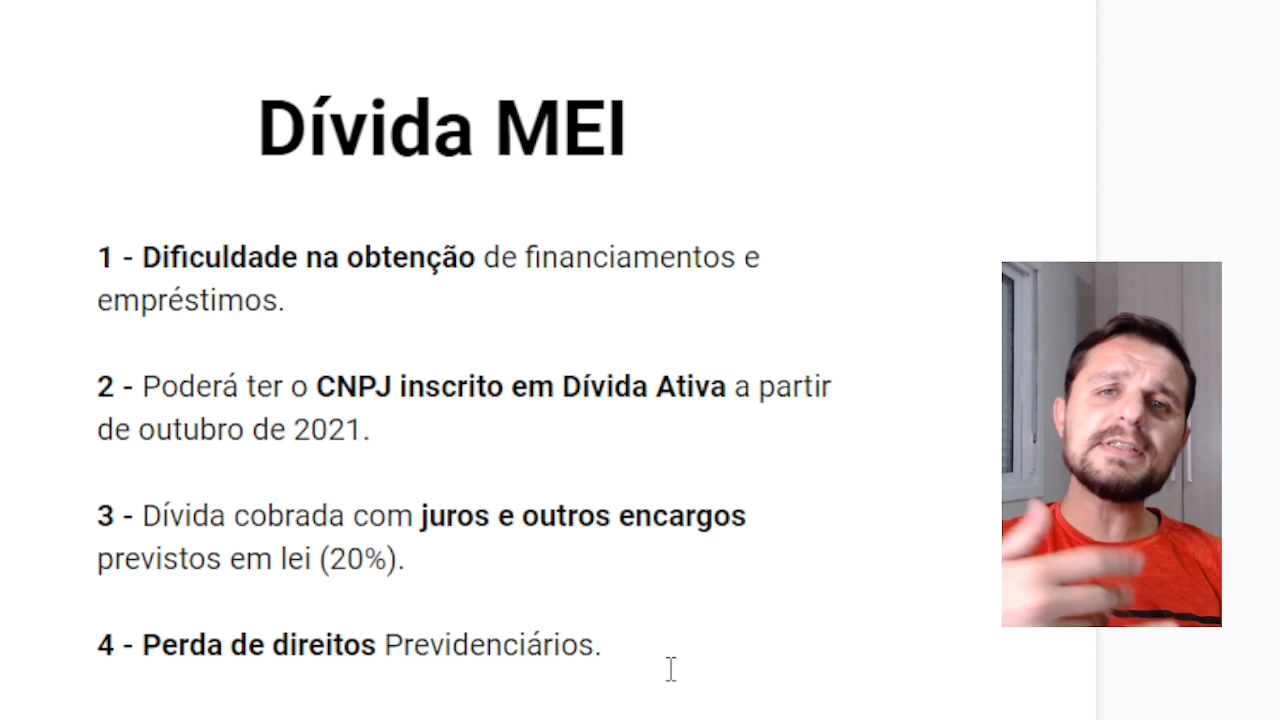 Dívida MEI
1 - Dificuldade na obtenção de financiamentos e
empréstimos.
2 - Poderá ter o CNPJ inscrito em Dívida Ativa a partir
de outubro de 2021.
3 - Dívida cobrada com juros e outros encargos
previstos em lei (20%).
4 - Perda de direitos Previdenciários.